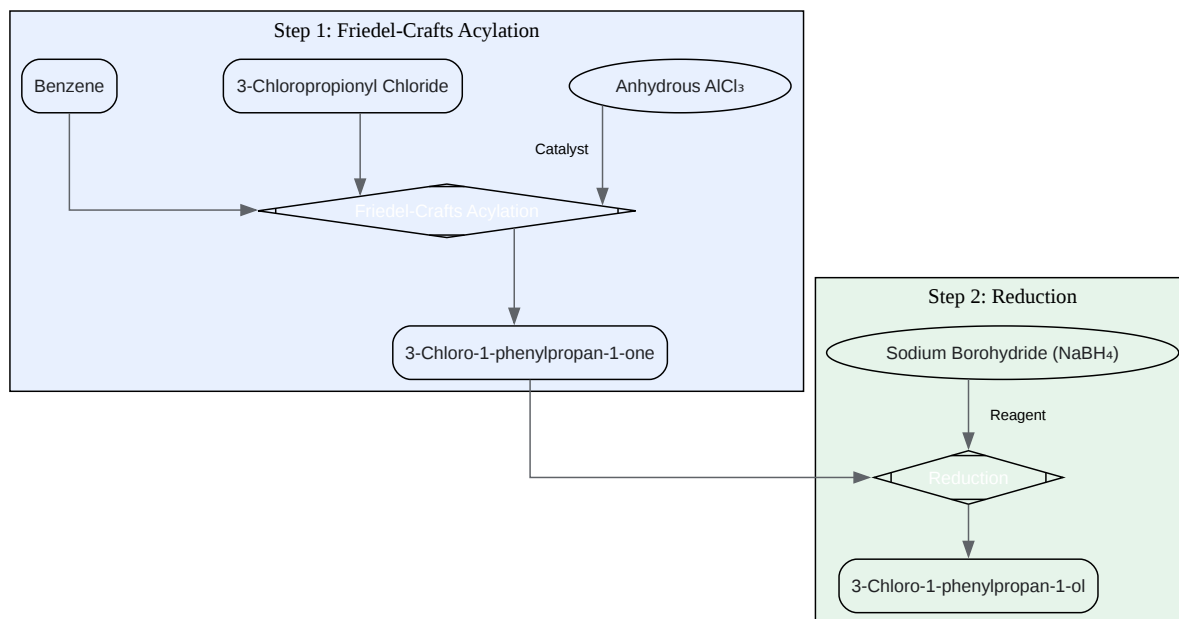 Step 1: Friedel-Crafts Acylation
Benzene
3-Chloropropionyl Chloride
Anhydrous AlCl₃
Catalyst
Friedel-Crafts Acylation
3-Chloro-1-phenylpropan-1-one
Step 2: Reduction
Sodium Borohydride (NaBH₄)
Reagent
Reduction
3-Chloro-1-phenylpropan-1-ol